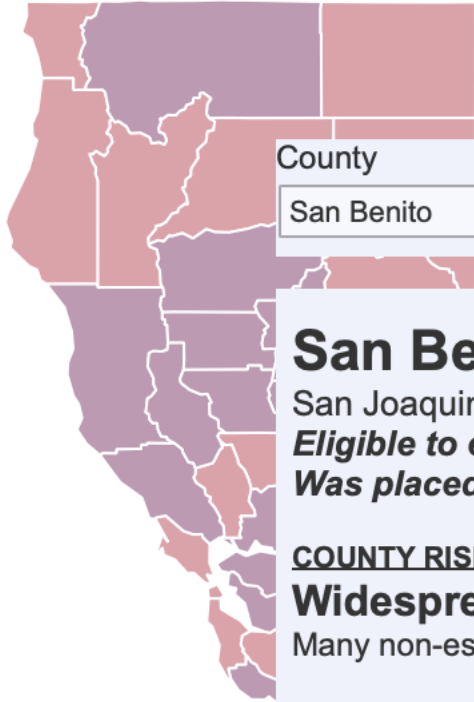 County
San Benito
San Be
San Joaquin
Eligible to e
Was placed
COUNTY RIS
Widespre
Many non-es